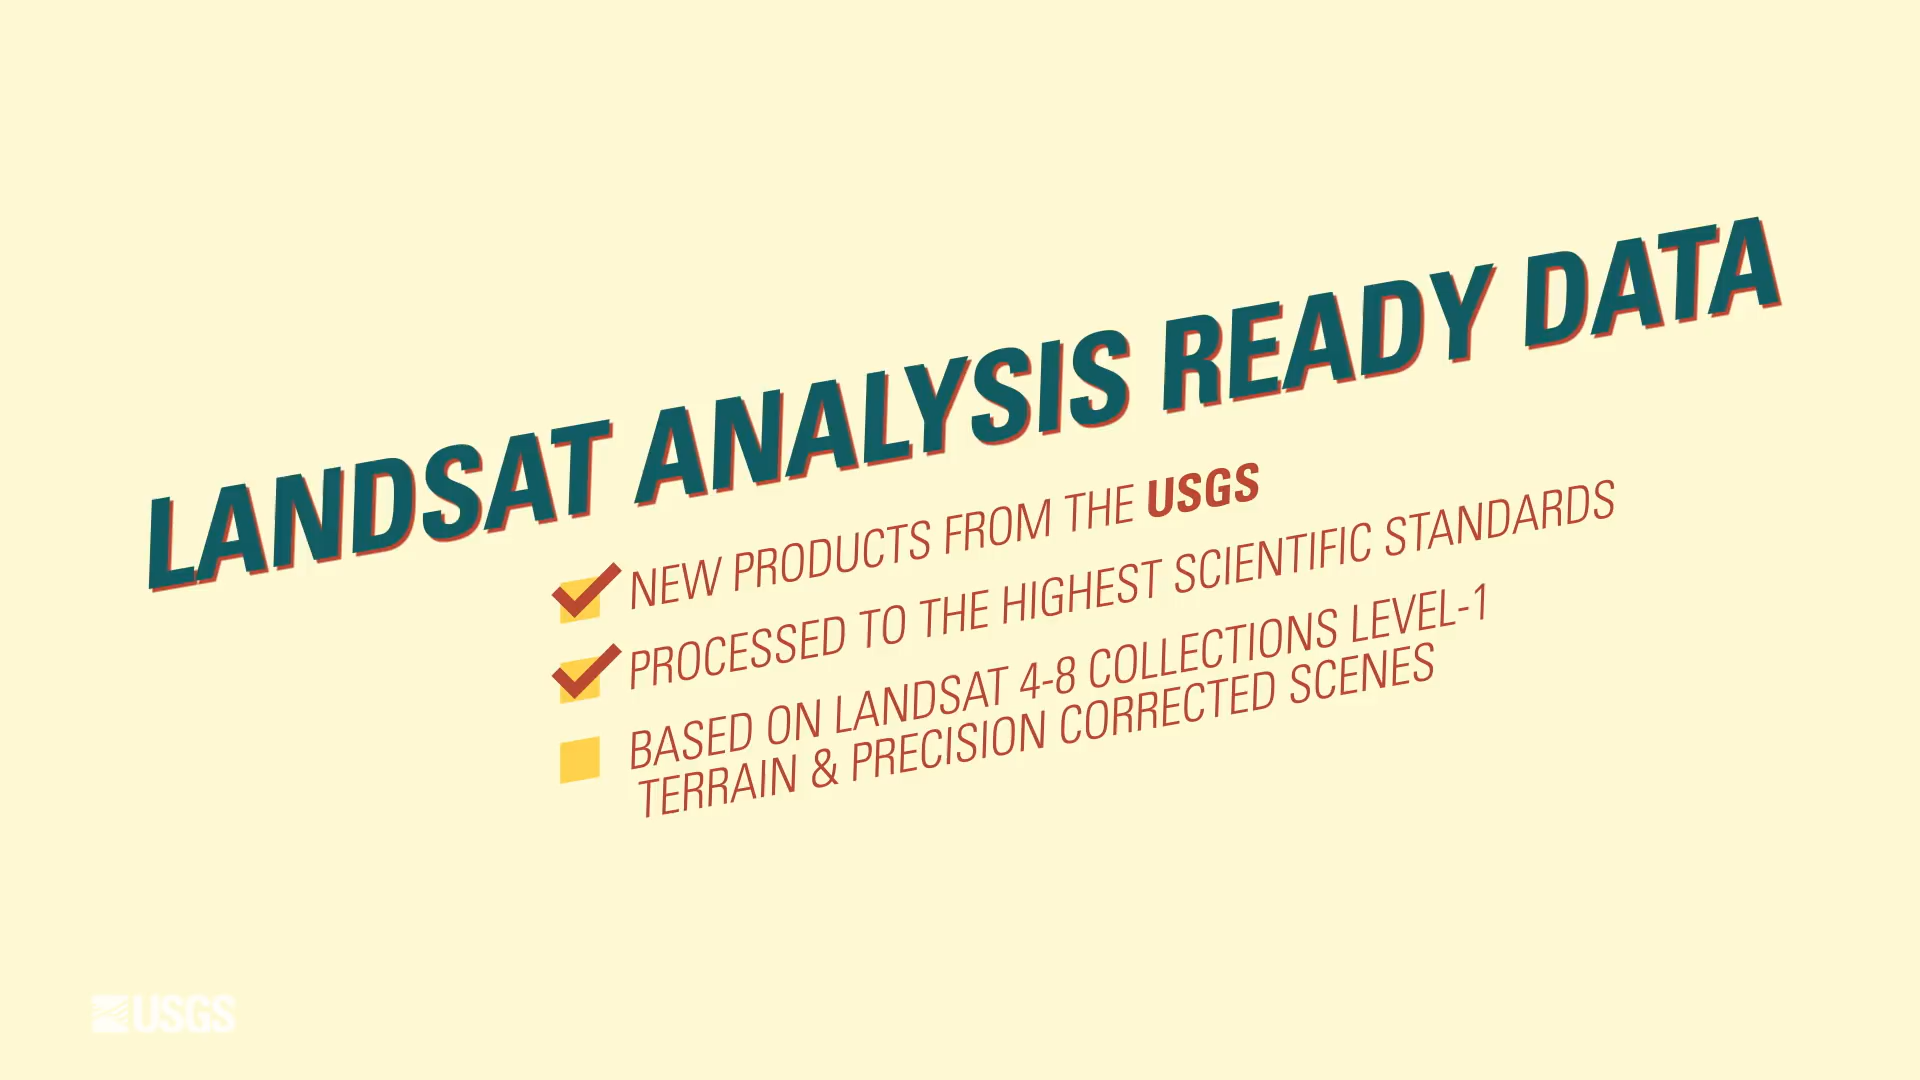 LANDSAT ANALYSIS READY DATA
NEW PRODUCTS FROM THE USGS
PROCESSED TO THE HIGHEST SCIENTIFIC STANDARDS
BASED ON LANDSAT 4-8 COLLECTIONS LEVEL-1
TERRAIN & PRECISION CORRECTED SCENES
USGS